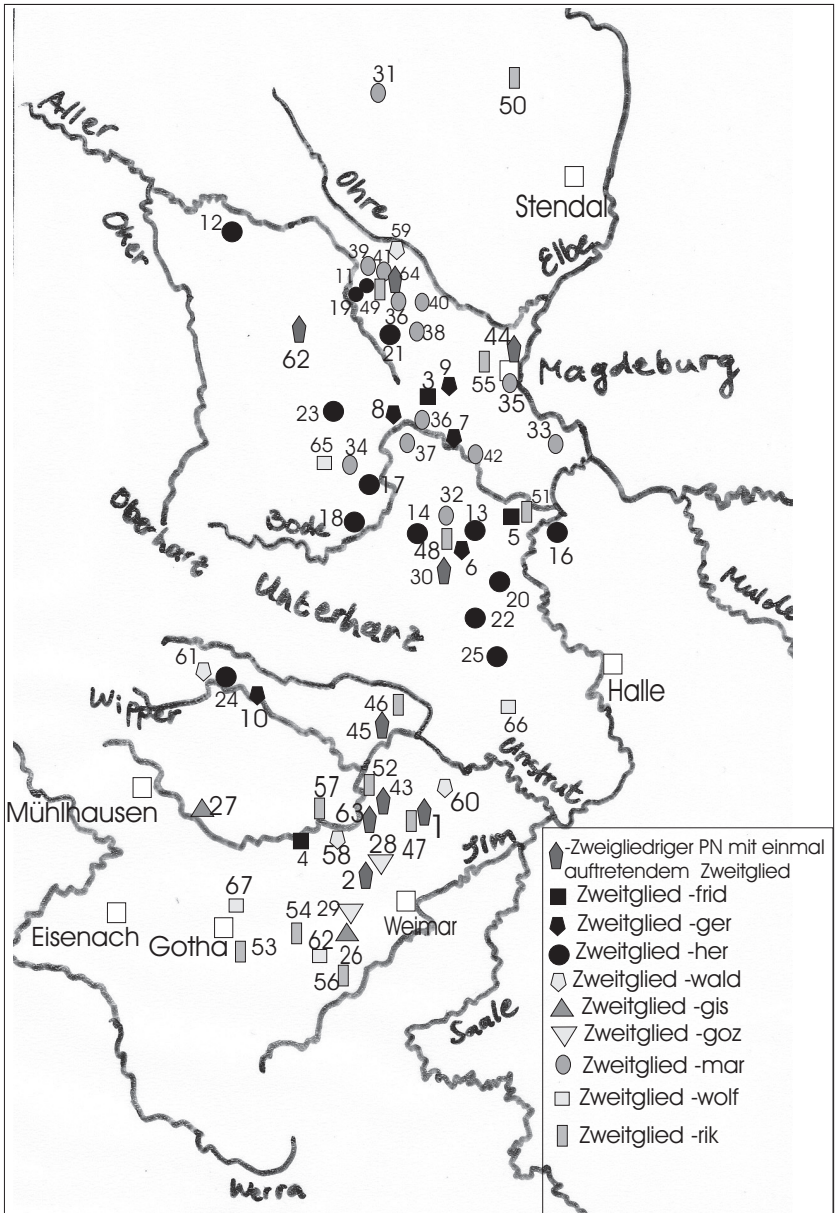 31
50
Aller
Ohre
Stendal
12
59
Oker
Elbe
39
41
11
64
19
49
36
40
38
21
62
44
Magdeburg
9
55
3
35
23
8
36
7
33
65
34
37
42
17
32
51
Oberharz
Bode
18
14
13
5
16
48
6
30
20
Mulde
Unterharz
22
25
61
Halle
24
Wipper
10
46
66
45
Unstrut
52
57
43
60
Mühlhausen
27
63
1
28
47
Ilm
4
58
2
67
29
Weimar
54
Eisenach
Gotha
53
62
26
56
Saale
Werra
-Zweigliedriger PN mit einmal
auftretendem Zweitglied
Zweitglied -frid
Zweitglied -ger
Zweitglied -her
Zweitglied -wald
Zweitglied -gis
Zweitglied -goz
Zweitglied -mar
Zweitglied -wolf
Zweitglied -rik